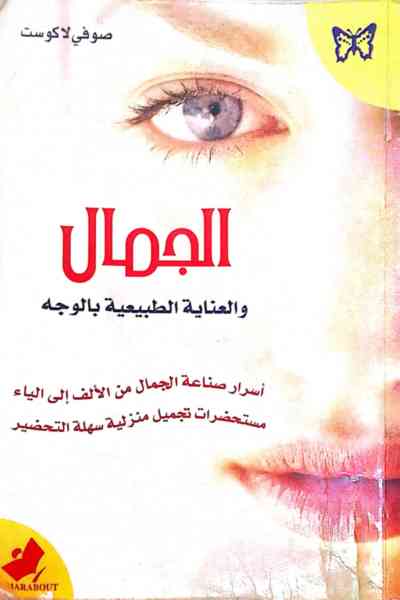 صوفي لاكوست
الجمال
والعناية الطبيعية بالوجه
أسرار صناعة الجمال من الألف إلى الياء
مستحضرات تجميل منزلية سهلة التحضير
MARABOUT